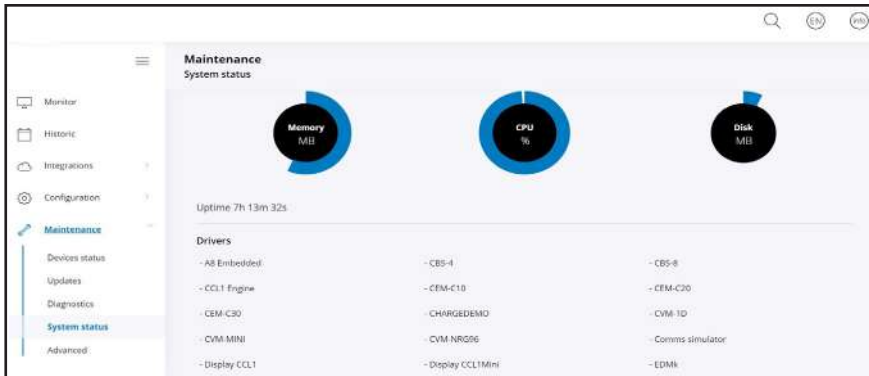 EN
info
Maintenance
System status
Monitor
Historic
Integrations
Configuration
Maintenance
Devices status
Updates
Diagnostics
System status
Advanced
Memory
MB
CPU
%
Disk
MB
Uptime 7h 13m 32s
Drivers
- A8 Embedded - CBS-4 - CBS-8
- CCL1 Engine - CEM-C10 - CEM-C20
- CEM-C30 - CHARGEDEMO - CVM-1D
- CVM-MINI - CVM-NRG96 - Comms simulator
- Display CCL1 - Display CCL1Mini - EDMk